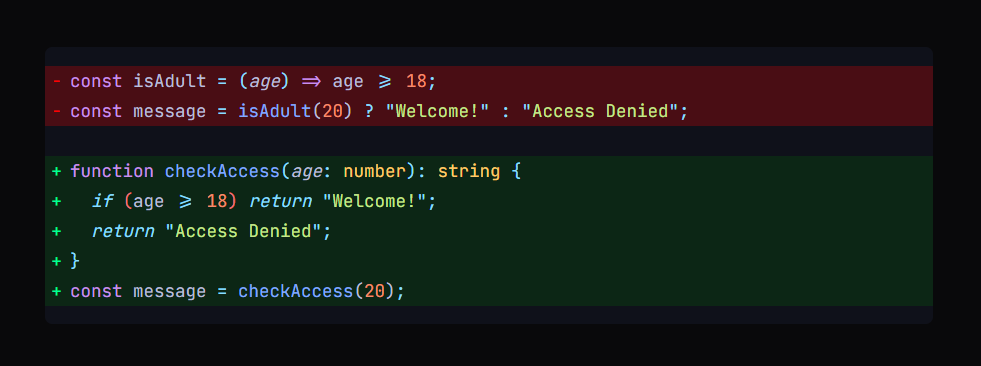 - const isAdult = (age) => age >= 18;
- const message = isAdult(20) ? "Welcome!" : "Access Denied";
+ function checkAccess(age: number): string {
+   if (age >= 18) return "Welcome!";
+   return "Access Denied";
+ }
+ const message = checkAccess(20);